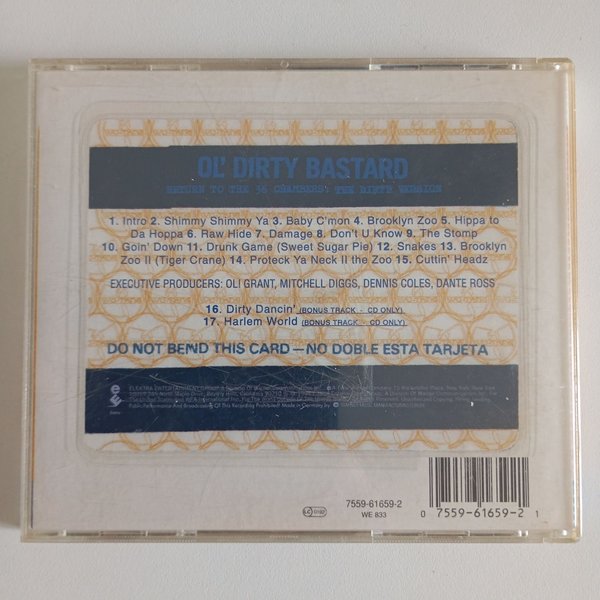 OL' DIRTY BASTARD
RETURN TO THE 36 CHAMBERS: THE DIRTY VERSION
1. Intro 2. Shimmy Shimmy Ya 3. Baby C'mon 4. Brooklyn Zoo 5. Hippa to
Da Hoppa 6. Raw Hide 7. Damage 8. Don't U Know 9. The Stomp
10. Goin' Down 11. Drunk Game (Sweet Sugar Pie) 12. Snakes 13. Brooklyn
Zoo II (Tiger Crane) 14. Proteck Ya Neck II the Zoo 15. Cuttin' Headz
EXECUTIVE PRODUCERS: OLI GRANT, MITCHELL DIGGS, DENNIS COLES, DANTE ROSS
16. Dirty Dancin' (BONUS TRACK - CD ONLY)
17. Harlem World (BONUS TRACK - CD ONLY)
DO NOT BEND THIS CARD—NO DOBLE ESTA TARJETA
7559-61659-2
LC 0192
WE 833
0 7559-61659-2 1